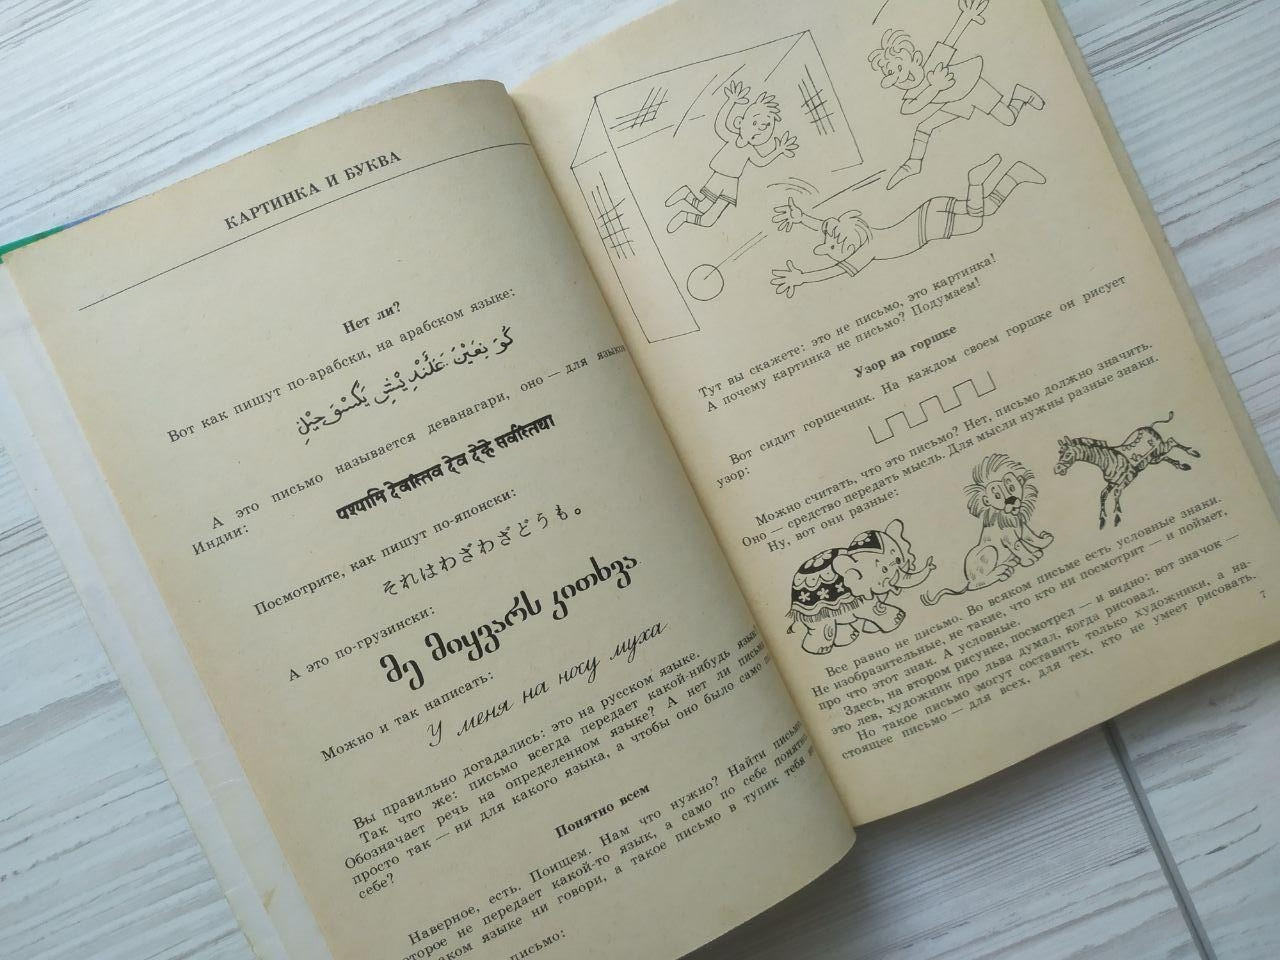 КАРТИНКА И БУКВА
Нет ли?
Вот как пишут по-арабски, на арабском языке:
А это письмо называется деванагари, оно — для языков
Индии:
पश्यामि देवांस्तव देव देहे सर्वांस्तथा
Посмотрите, как пишут по-японски:
それはわざわざどうも。
А это по-грузински:
მე მიყვარს კითხვა.
Можно и так написать:
У меня на носу муха.
Вы правильно догадались: это на русском языке.
Так что же: письмо всегда передает какой-нибудь язык?
Обозначает речь на определенном языке? А нет ли письма
просто так — ни для какого языка, а чтобы оно было само по
себе?
Понятно всем
Наверное, есть. Поищем. Нам что нужно? Найти письмо,
которое не передает какой-то язык, а само по себе понятно.
каком языке ни говори, а такое письмо в тупик тебя
письмо:
Тут вы скажете: это не письмо, это картинка!
А почему картинка не письмо? Подумаем!
Узор на горшке
Вот сидит горшечник. На каждом своем горшке он рисует
узор:
Можно считать, что это письмо? Нет, письмо должно значить.
Оно — средство передать мысль. Для мысли нужны разные знаки.
Ну, вот они разные:
Все равно не письмо. Во всяком письме есть условные знаки.
Не изобразительные, не такие, что кто ни посмотрит — и поймет,
про что этот знак. А условные.
Здесь, на втором рисунке, посмотрел — и видно: вот значок —
это лев, художник про льва думал, когда рисовал.
Но такое письмо могут составить только художники, а на-
стоящее письмо — для всех, для тех, кто не умеет рисовать.
7